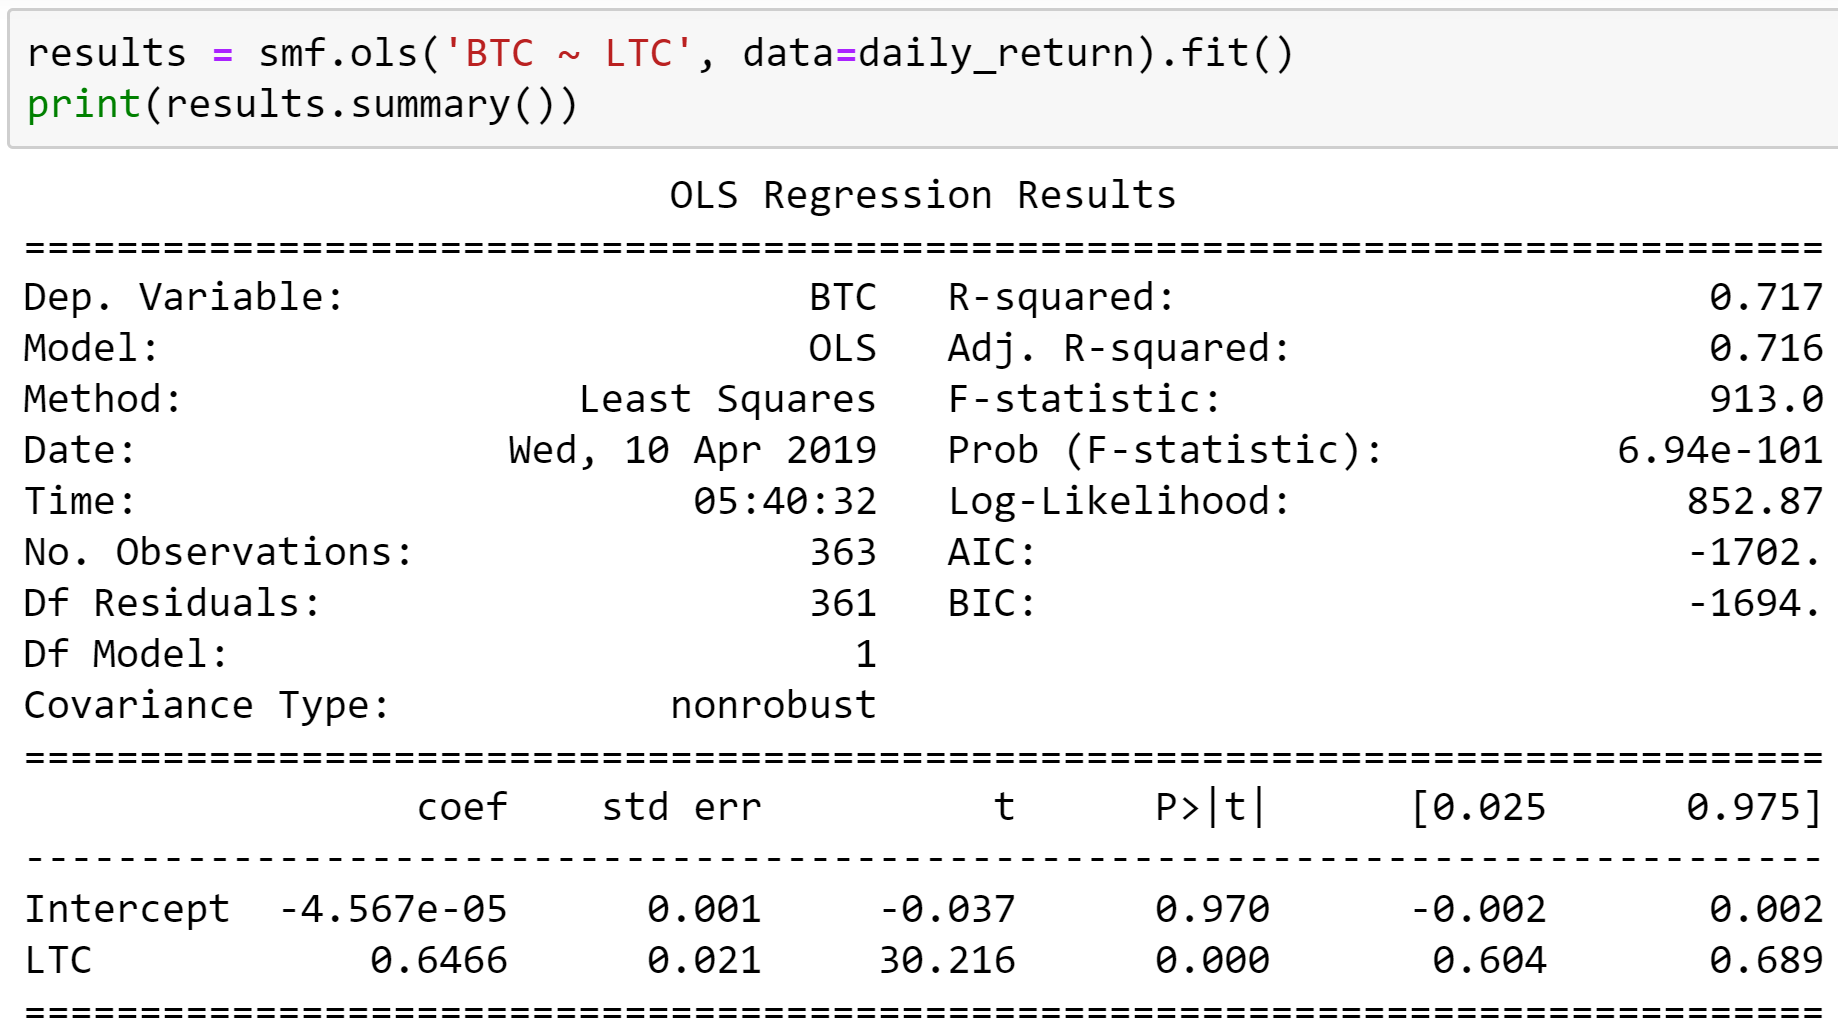 results = smf.ols('BTC ~ LTC', data=daily_return).fit()
print(results.summary())
OLS Regression Results
==============================================================================
Dep. Variable: BTC R-squared: 0.717
Model: OLS Adj. R-squared: 0.716
Method: Least Squares F-statistic: 913.0
Date: Wed, 10 Apr 2019 Prob (F-statistic): 6.94e-101
Time: 05:40:32 Log-Likelihood: 852.87
No. Observations: 363 AIC: -1702.
Df Residuals: 361 BIC: -1694.
Df Model: 1
Covariance Type: nonrobust
==============================================================================
coef std err t P>|t| [0.025 0.975]
------------------------------------------------------------------------------
Intercept -4.567e-05 0.001 -0.037 0.970 -0.002 0.002
LTC 0.6466 0.021 30.216 0.000 0.604 0.689
==============================================================================